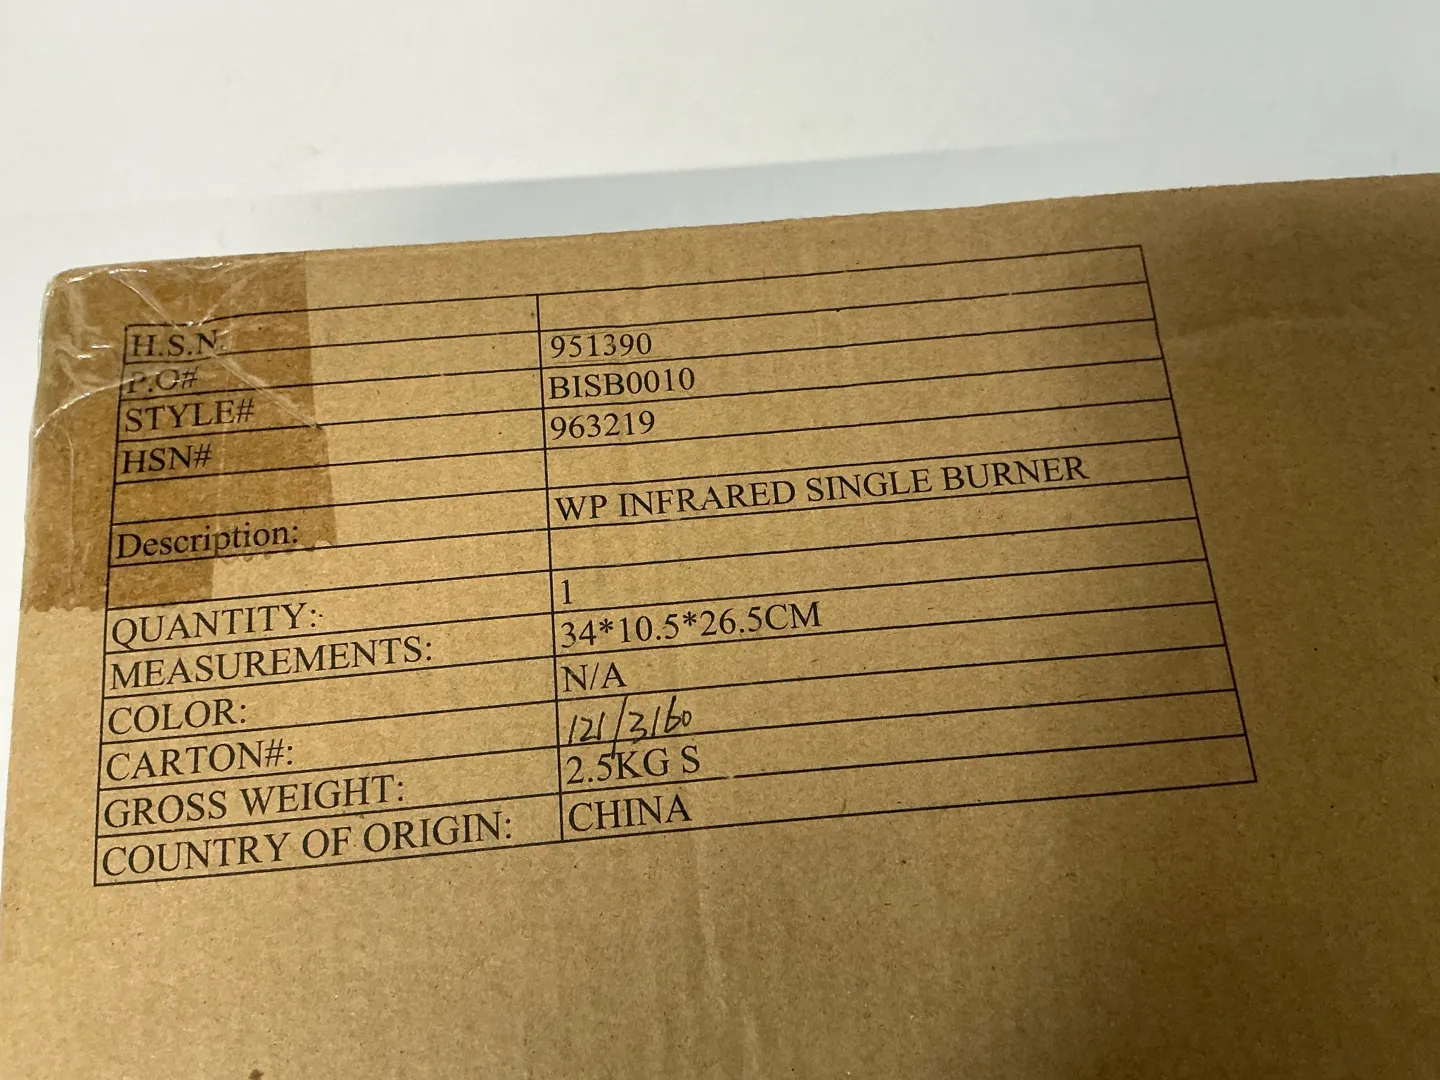 H.S.N.
P.O# 951390
STYLE# BISB0010
HSN# 963219
Description: WP INFRARED SINGLE BURNER
QUANTITY: 1
MEASUREMENTS: 34*10.5*26.5CM
COLOR: N/A
CARTON#: 121/3160
GROSS WEIGHT: 2.5KG S
COUNTRY OF ORIGIN: CHINA